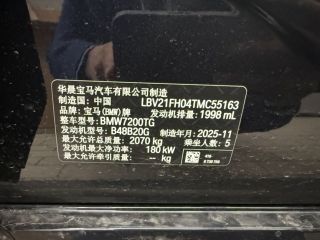 华晨宝马汽车有限公司制造
制造国：中国 LBV21FH04TMC55163
品牌：宝马(BMW)牌 发动机排量：1998 mL
整车型号：BMW7200TG
发动机型号：B48B20G 制造年月：2025-11
最大允许总质量：2070 kg 乘坐人数：5
发动机最大净功率：180 kW
最大允许牵引质量：- kg